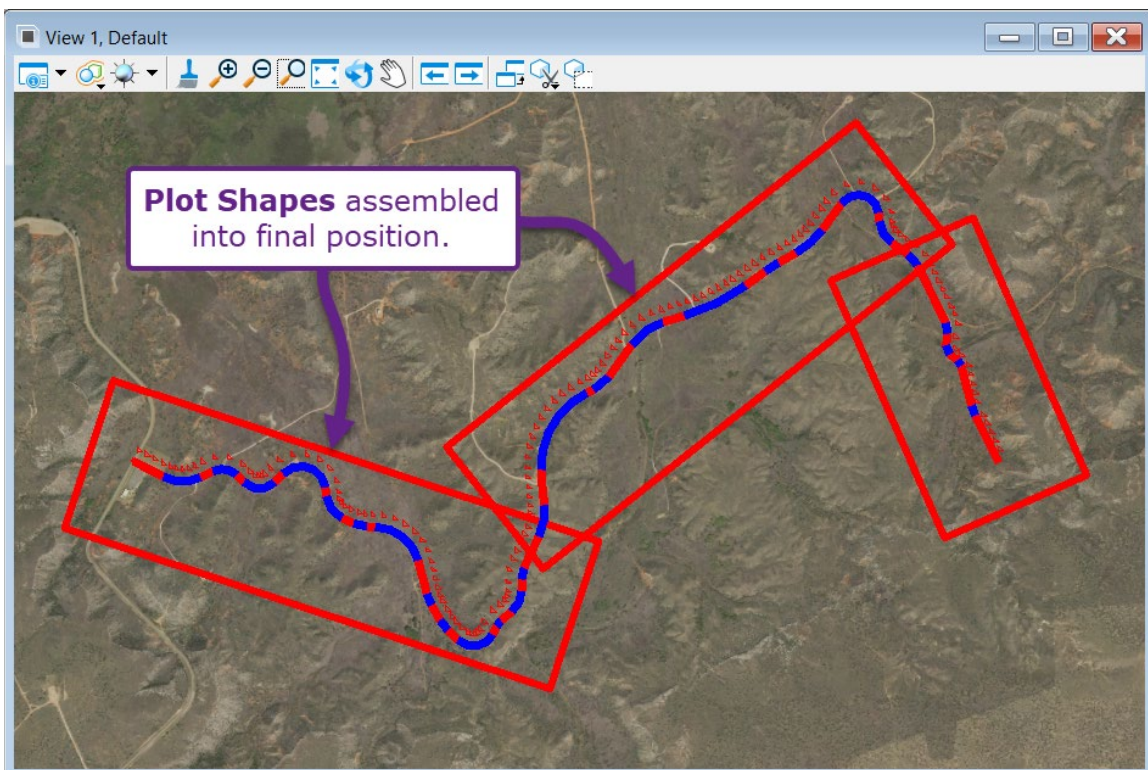 View 1, Default
Plot Shapes assembled
into final position.